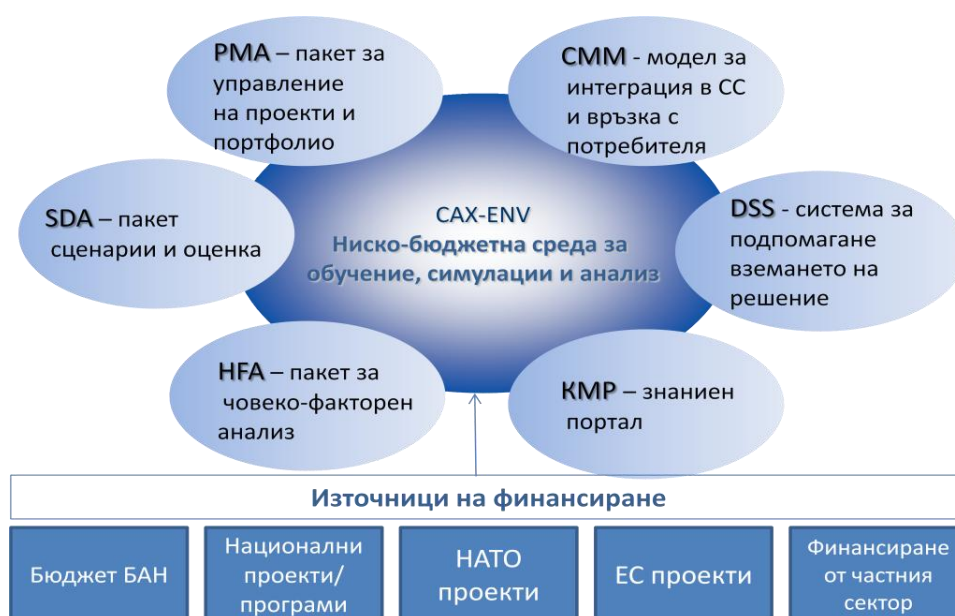 PMA – пакет за
управление
на проекти и
портфолио
CMM - модел за
интеграция в СС
и връзка с
потребителя
SDA – пакет
сценарии и оценка
CAX-ENV
Ниско-бюджетна среда за
обучение, симулации и анализ
DSS - система за
подпомагане
вземането на
решение
HFA – пакет за
човеко-факторен
анализ
КМР – знаниен
портал
Източници на финансиране
Бюджет БАН
Национални
проекти/
програми
НАТО
проекти
ЕС проекти
Финансиране
от частния
сектор